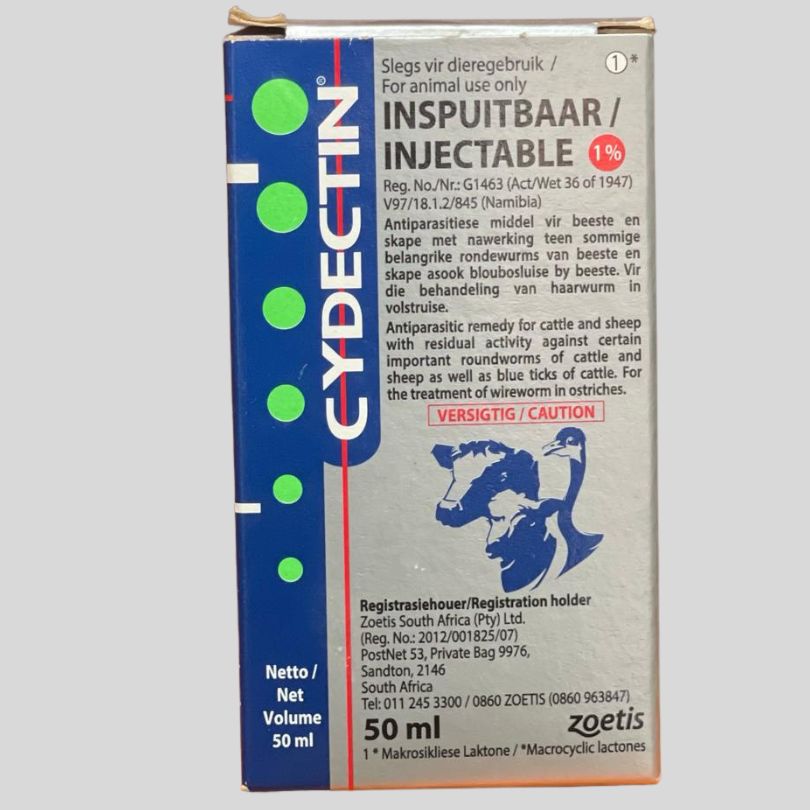 CYDECTIN®
Slegs vir dieregebruik /
For animal use only
1*
INSPUITBAAR /
INJECTABLE 1%
Reg. No./Nr.: G1463 (Act/Wet 36 of 1947)
V97/18.1.2/845 (Namibia)
Antiparasitiese middel vir beeste en
skape met nawerking teen sommige
belangrike rondewurms van beeste en
skape asook bloubosluise by beeste. Vir
die behandeling van haarwurm in
volstruise.
Antiparasitic remedy for cattle and sheep
with residual activity against certain
important roundworms of cattle and
sheep as well as blue ticks of cattle. For
the treatment of wireworm in ostriches.
VERSIGTIG / CAUTION
Registrasiehouer/Registration holder
Zoetis South Africa (Pty) Ltd.
(Reg. No.: 2012/001825/07)
PostNet 53, Private Bag 9976,
Sandton, 2146
South Africa
Tel: 011 245 3300 / 0860 ZOETIS (0860 963847)
50 ml
zoetis
1 * Makrosikliese Laktone / *Macrocyclic lactones
Netto /
Net
Volume
50 ml